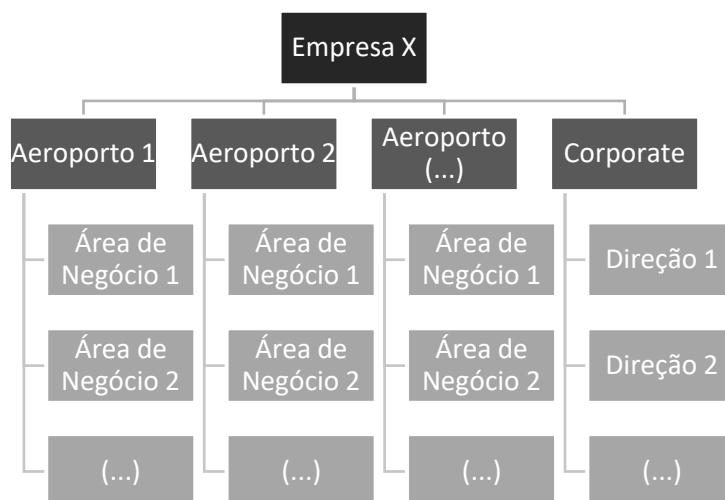 Empresa X
Aeroporto 1
Aeroporto 2
Aeroporto
(...)
Corporate
Área de
Negócio 1
Área de
Negócio 1
Área de
Negócio 1
Direção 1
Área de
Negócio 2
Área de
Negócio 2
Área de
Negócio 2
Direção 2
(...)
(...)
(...)
(...)